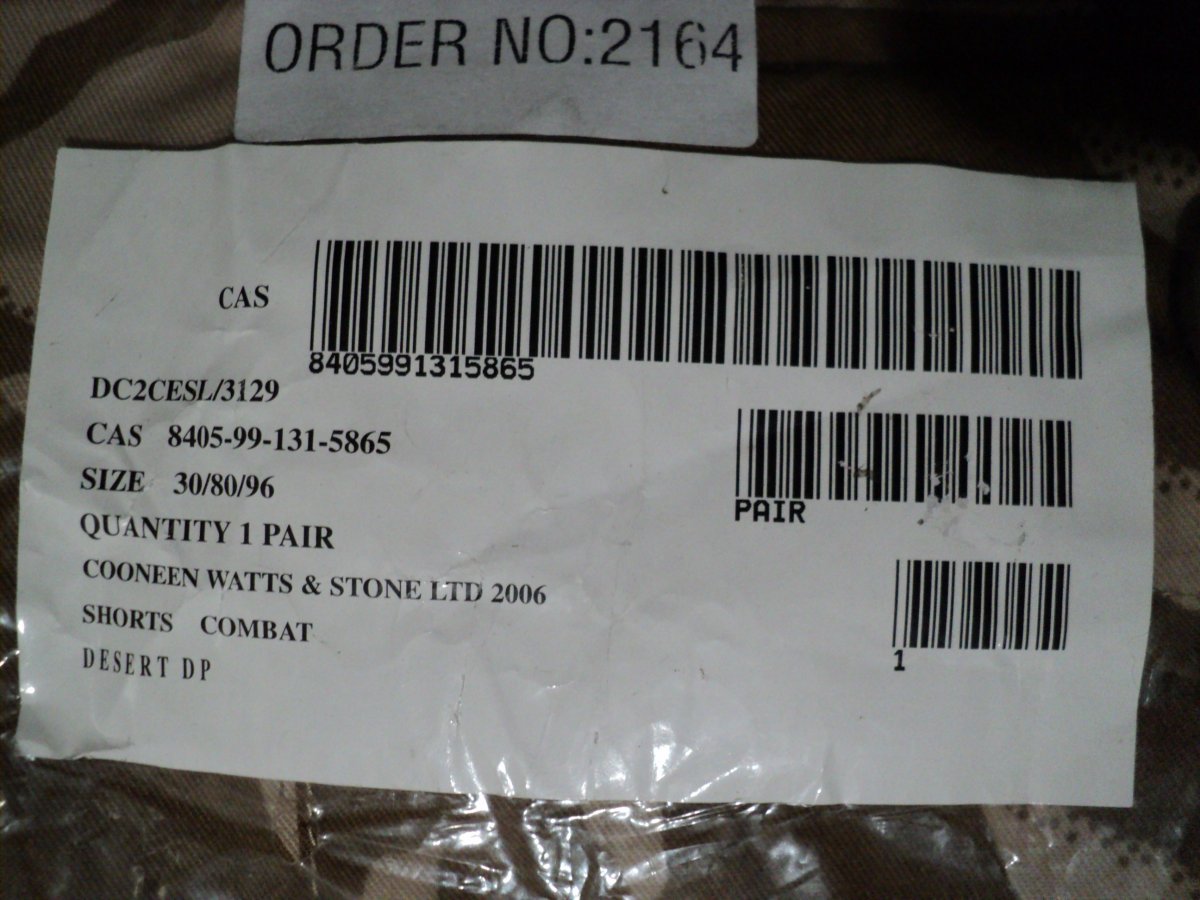 ORDER NO:2164
CAS
8405991315865
DC2CESL/3129
CAS 8405-99-131-5865
SIZE 30/80/96
PAIR
QUANTITY 1 PAIR
COONEEN WATTS & STONE LTD 2006
SHORTS COMBAT
1
DESERT DP